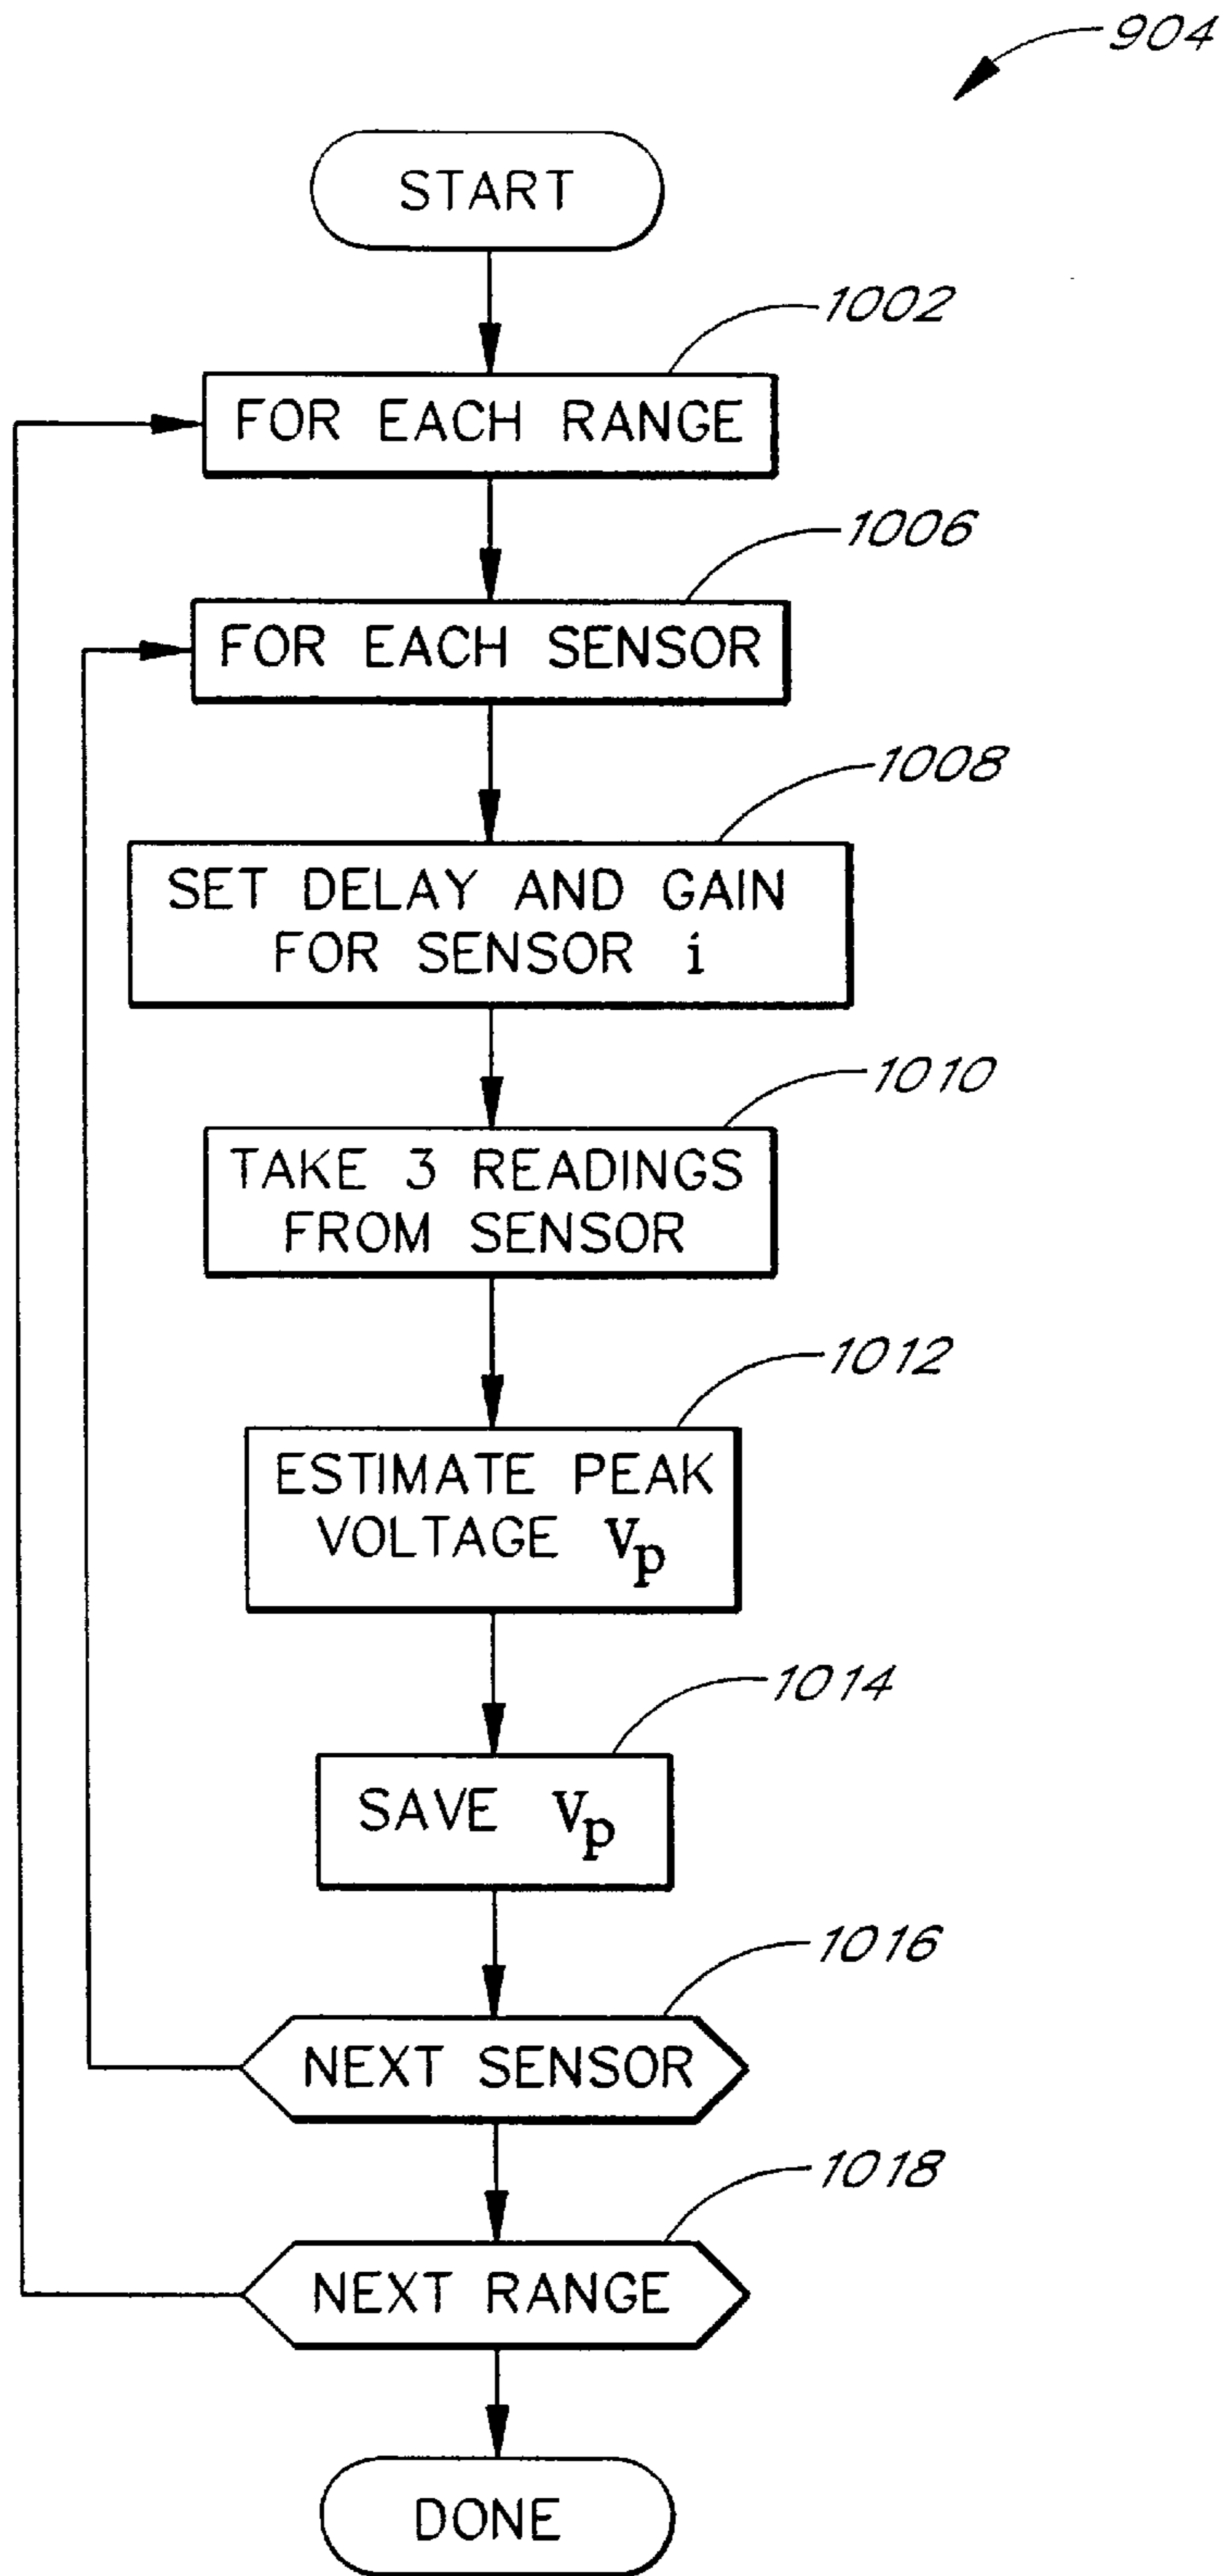 904
START
1002
FOR EACH RANGE
1006
FOR EACH SENSOR
1008
SET DELAY AND GAIN
FOR SENSOR i
1010
TAKE 3 READINGS
FROM SENSOR
1012
ESTIMATE PEAK
VOLTAGE Vp
1014
SAVE Vp
1016
NEXT SENSOR
1018
NEXT RANGE
DONE